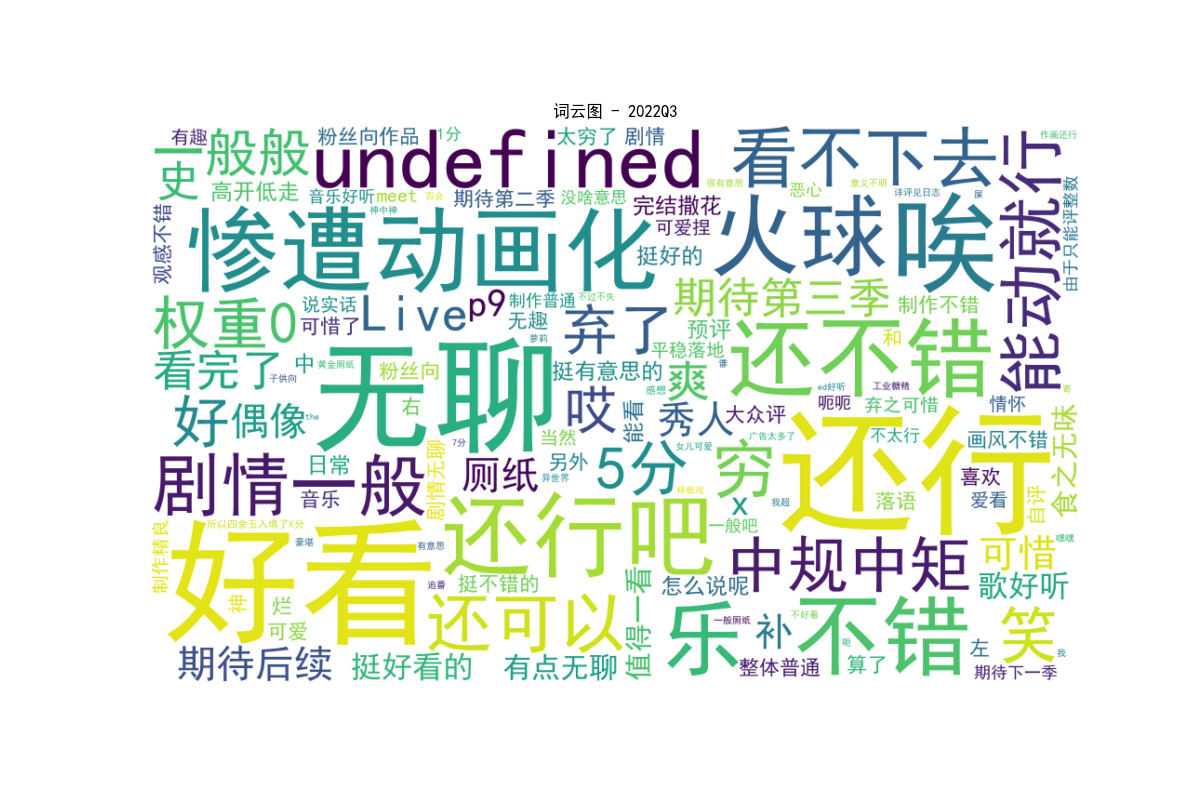 词云图 - 2022Q3
有趣
粉丝向作品
1分
太穷了
剧情
作画还行
一般般
undefined
看不下去
史
高开低走
音乐好听
meet
百合
期待第二季
没啥意思
很有意思
恶心
意义不明
详评见日志
屎
神中神
完结撒花
可爱捏
挺好的
惨遭动画化
火球
唉
能动就行
由于只能评整数
观感不错
权重0
说实话
可惜了
Live
p9
制作普通
无趣
不过不失
弃了
期待第三季
制作不错
预评
和
平稳落地
还不错
看完了
中
黄金厕纸
子供向
粉丝向
无聊
萝莉
挺有意思的
爽
感想
ed好听
工业糖精
寄
好
偶像
the
右
哎
能看
秀人
大众评
呃呃
弃之可惜
情怀
当然
7分
广告太多了
不太行
画风不错
食之无味
剧情一般
日常
音乐
剧情无聊
厕纸
另外
异世界
5分
女儿可爱
穷
还行
喜欢
爱看
落语
自评
样板戏
我超
x
一般吧
制作精良
所以四舍五入填了X分
豪堪
有意思
还行吧
中规中矩
可惜
嘿嘿
好看
追番
挺不错的
怎么说呢
歌好听
神
烂
可爱
还可以
值得一看
乐
一般厕纸
补
不好看
不错
呃
左
笑
我
期待后续
挺好看的
有点无聊
整体普通
算了
期待下一季